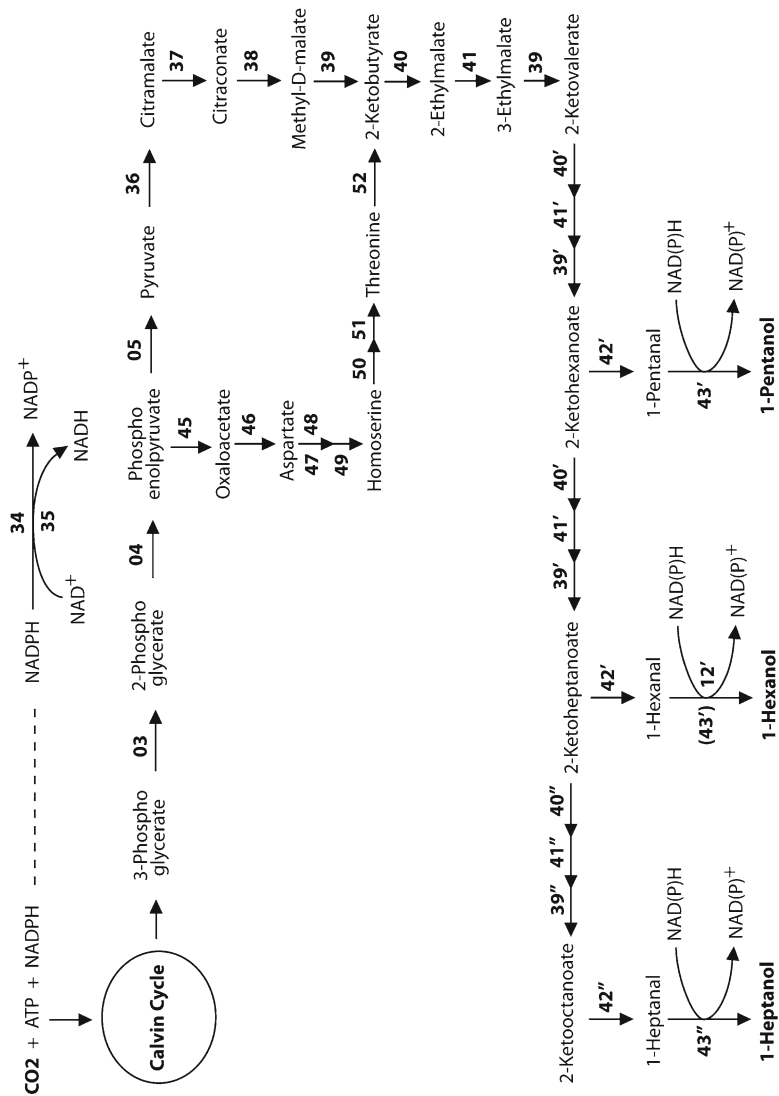 CO2 + ATP + NADPH
NADPH
34
NADP+
35
NAD+
NADH
Calvin Cycle
3-Phospho
glycerate
03
2-Phospho
glycerate
04
Phospho
enolpyruvate
05
Pyruvate
36
Citramalate
37
Citraconate
38
Methyl-D-malate
39
2-Ketobutyrate
40
2-Ethylmalate
41
3-Ethylmalate
39
2-Ketovalerate
45
Oxaloacetate
46
Aspartate
47
48
49
Homoserine
50
51
Threonine
52
40′
41′
39′
2-Ketohexanoate
40′
41′
39′
2-Ketoheptanoate
40″
41″
39″
2-Ketooctanoate
42″
1-Heptanal
NAD(P)H
43″
NAD(P)+
1-Heptanol
42′
1-Hexanal
NAD(P)H
(43′)
12′
NAD(P)+
1-Hexanol
42′
1-Pentanal
NAD(P)H
43′
NAD(P)+
1-Pentanol